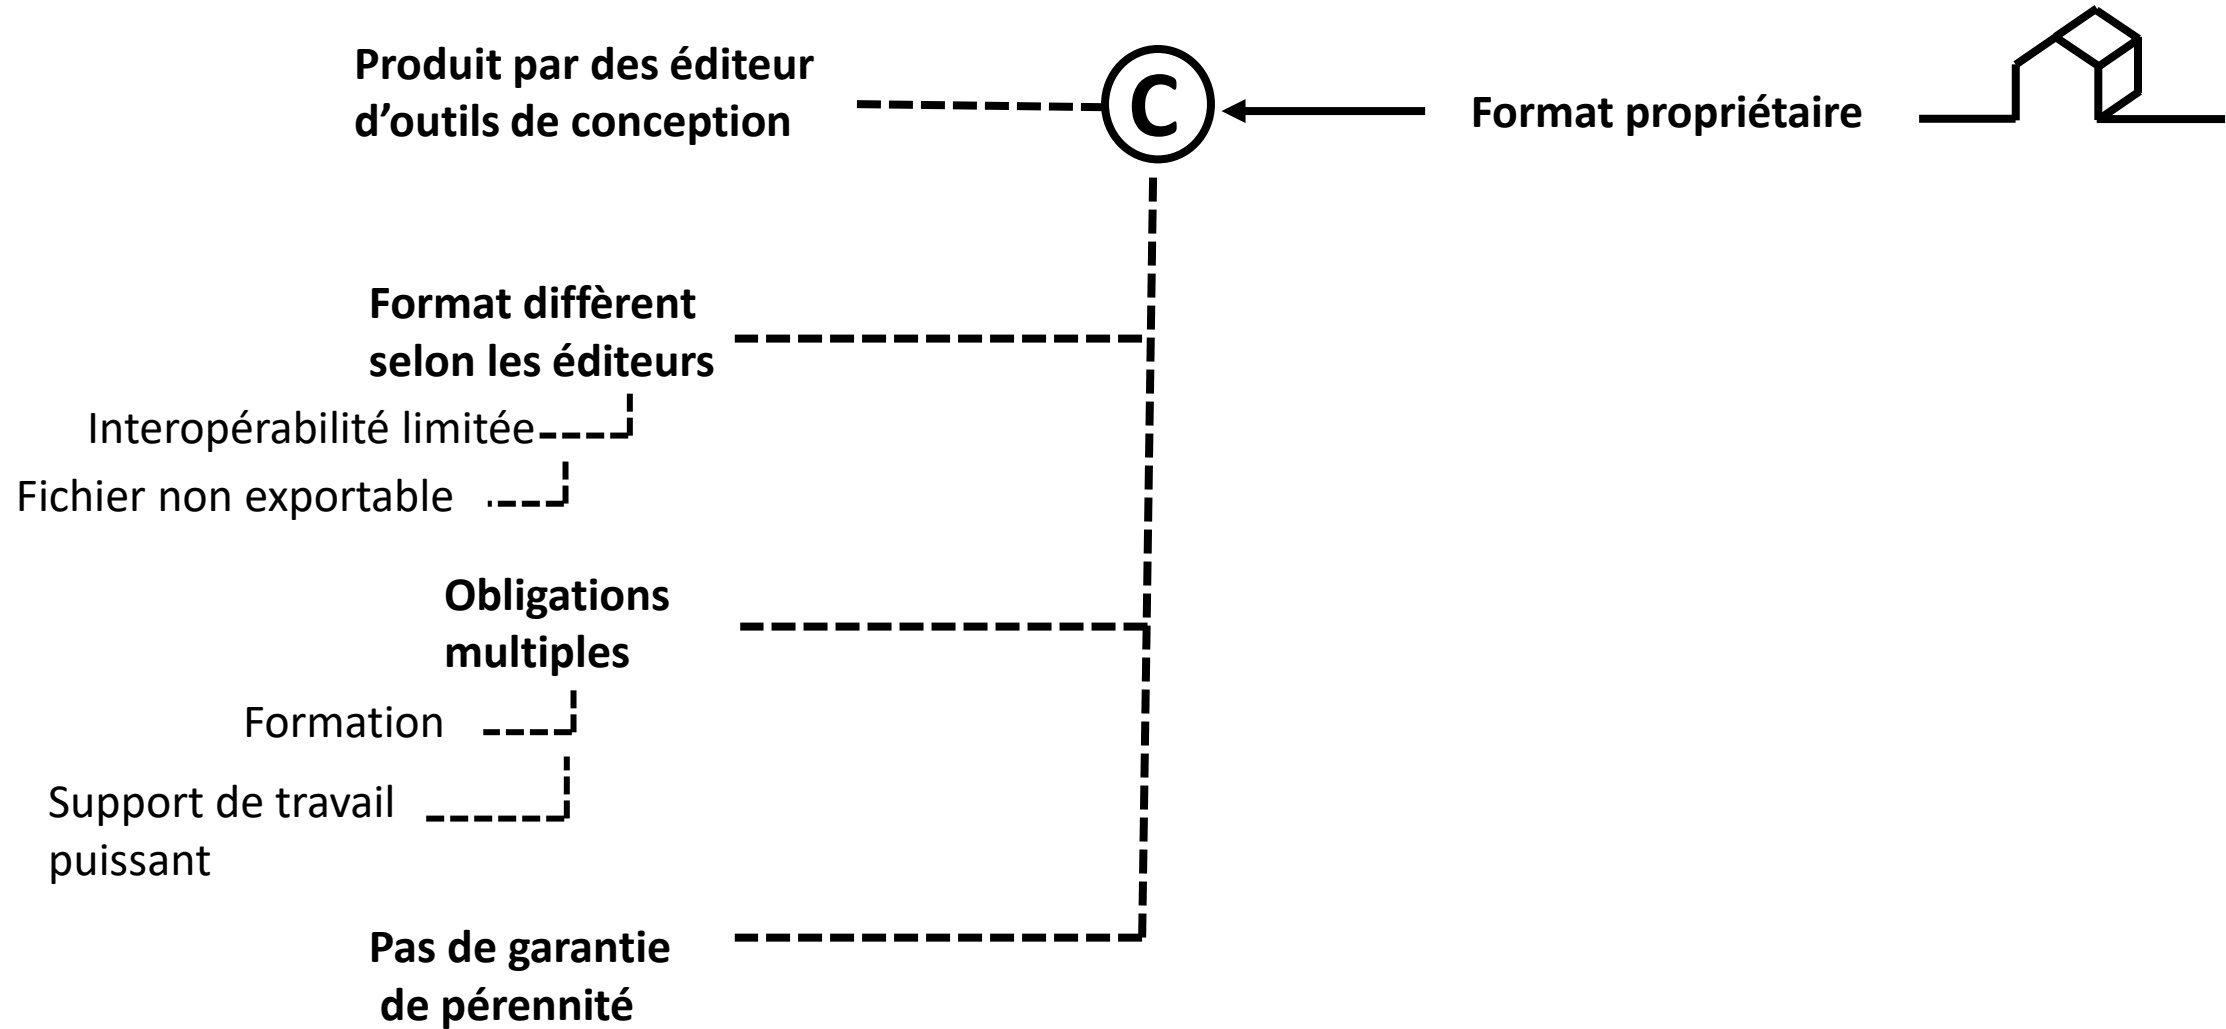 Produit par des éditeur
d’outils de conception
C
Format propriétaire
Format diffèrent
selon les éditeurs
Interopérabilité limitée
Fichier non exportable
Obligations
multiples
Formation
Support de travail
puissant
Pas de garantie
de pérennité